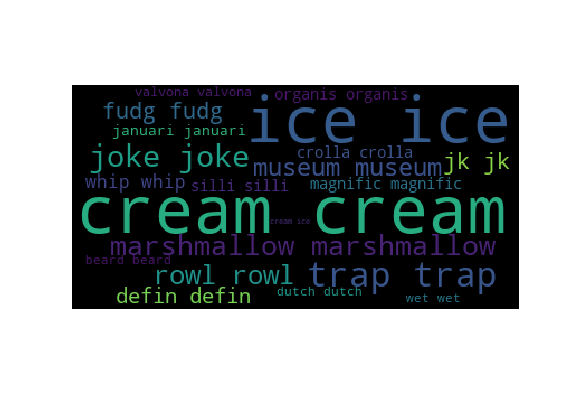 valvona valvona
organis organis
fudg fudg
ice ice
januari januari
joke joke
crolla crolla
museum museum
jk jk
whip whip
silli silli
magnific magnific
cream cream
cream ice
marshmallow marshmallow
beard beard
rowl rowl
trap trap
defin defin
dutch dutch
wet wet